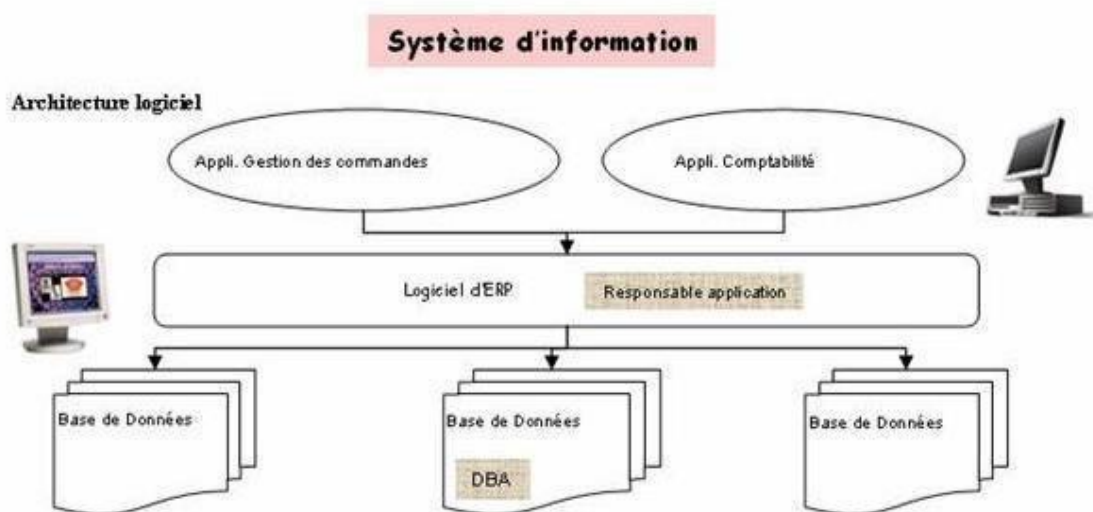 Système d'information
Architecture logiciel
Appli. Gestion des commandes
Appli. Comptabilité
Logiciel d'ERP
Responsable application
Base de Données
Base de Données
Base de Données
DBA